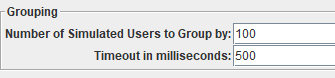 Grouping
Number of Simulated Users to Group by: 100
Timeout in milliseconds: 500